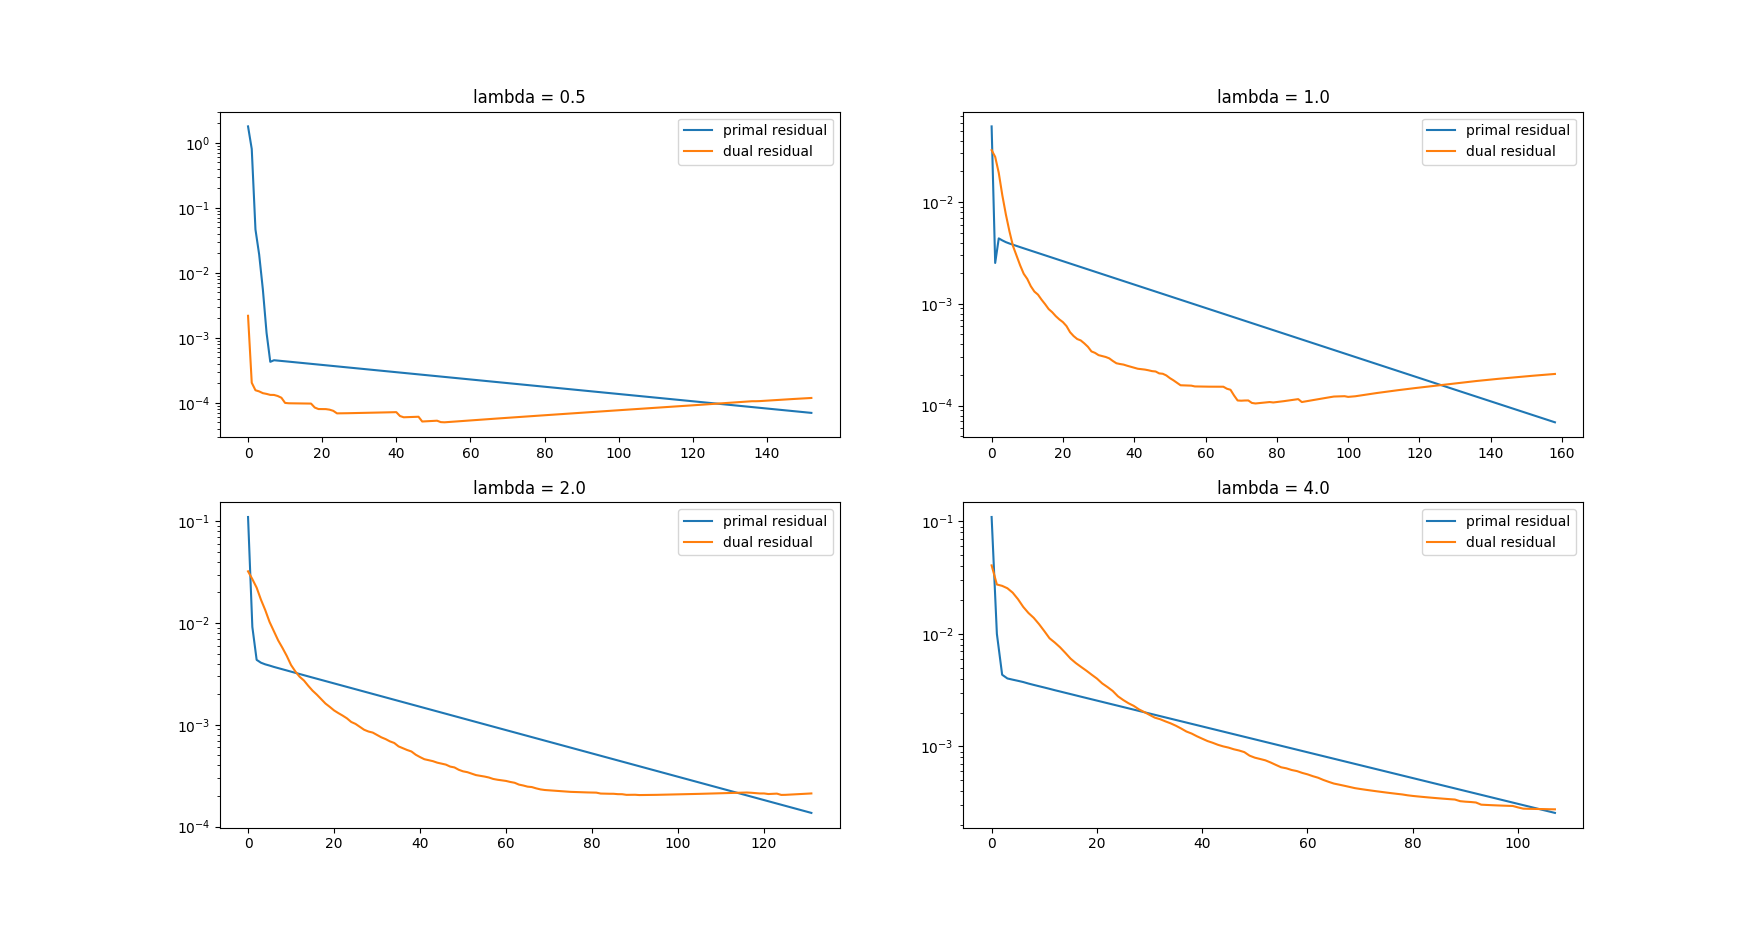 lambda = 0.5
primal residual
dual residual
10^0
10^-1
10^-2
10^-3
10^-4
0 20 40 60 80 100 120 140
lambda = 1.0
primal residual
dual residual
10^-2
10^-3
10^-4
0 20 40 60 80 100 120 140 160
lambda = 2.0
primal residual
dual residual
10^-1
10^-2
10^-3
10^-4
0 20 40 60 80 100 120
lambda = 4.0
primal residual
dual residual
10^-1
10^-2
10^-3
0 20 40 60 80 100